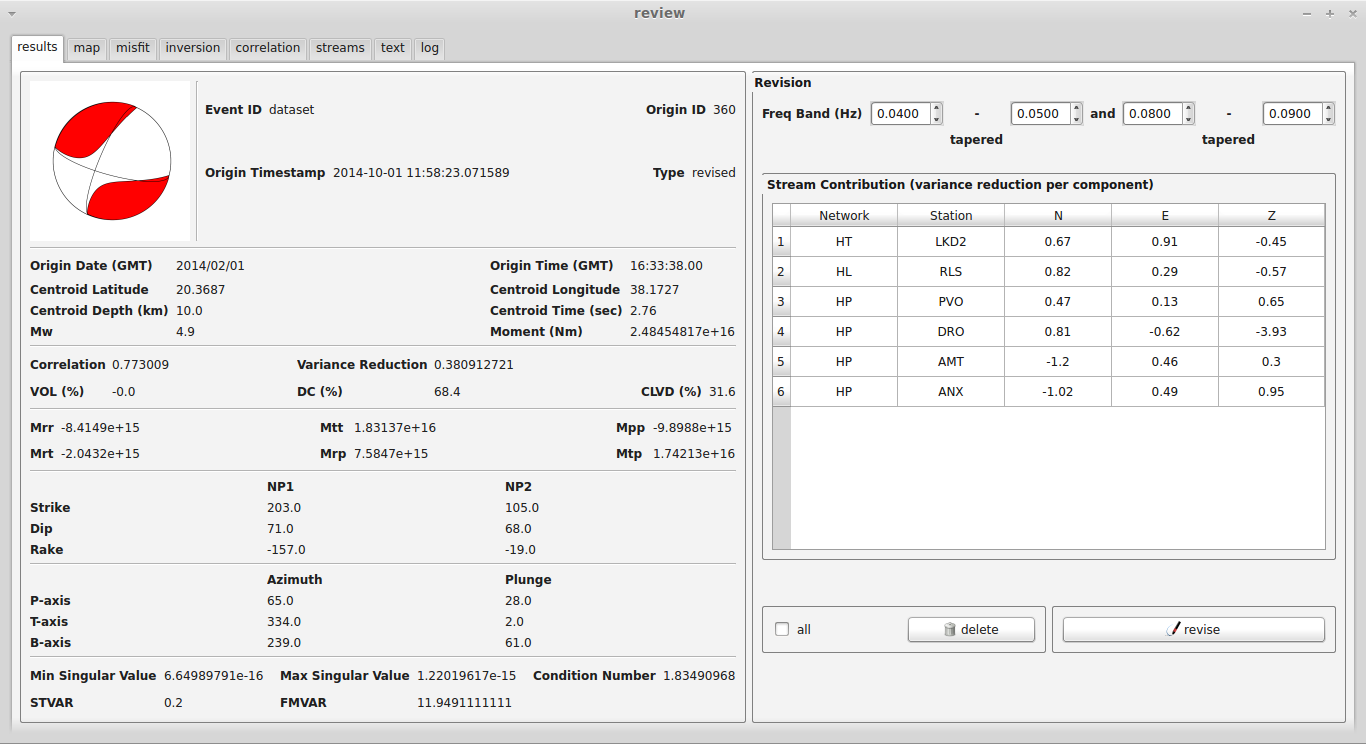 review
results map misfit inversion correlation streams text log
Event ID dataset Origin ID 360
Origin Timestamp 2014-10-01 11:58:23.071589 Type revised
Origin Date (GMT) 2014/02/01 Origin Time (GMT) 16:33:38.00
Centroid Latitude 20.3687 Centroid Longitude 38.1727
Centroid Depth (km) 10.0 Centroid Time (sec) 2.76
Mw 4.9 Moment (Nm) 2.48454817e+16
Correlation 0.773009 Variance Reduction 0.380912721
VOL (%) -0.0 DC (%) 68.4 CLVD (%) 31.6
Mrr -8.4149e+15 Mtt 1.83137e+16 Mpp -9.8988e+15
Mrt -2.0432e+15 Mrp 7.5847e+15 Mtp 1.74213e+16
NP1 NP2
Strike 203.0 105.0
Dip 71.0 68.0
Rake -157.0 -19.0
Azimuth Plunge
P-axis 65.0 28.0
T-axis 334.0 2.0
B-axis 239.0 61.0
Min Singular Value 6.64989791e-16 Max Singular Value 1.22019617e-15 Condition Number 1.83490968
STVAR 0.2 FMVAR 11.9491111111
Revision
Freq Band (Hz) 0.0400 - 0.0500 and 0.0800 - 0.0900
tapered tapered
Stream Contribution (variance reduction per component)
Network Station N E Z
1 HT LKD2 0.67 0.91 -0.45
2 HL RLS 0.82 0.29 -0.57
3 HP PVO 0.47 0.13 0.65
4 HP DRO 0.81 -0.62 -3.93
5 HP AMT -1.2 0.46 0.3
6 HP ANX -1.02 0.49 0.95
all delete revise